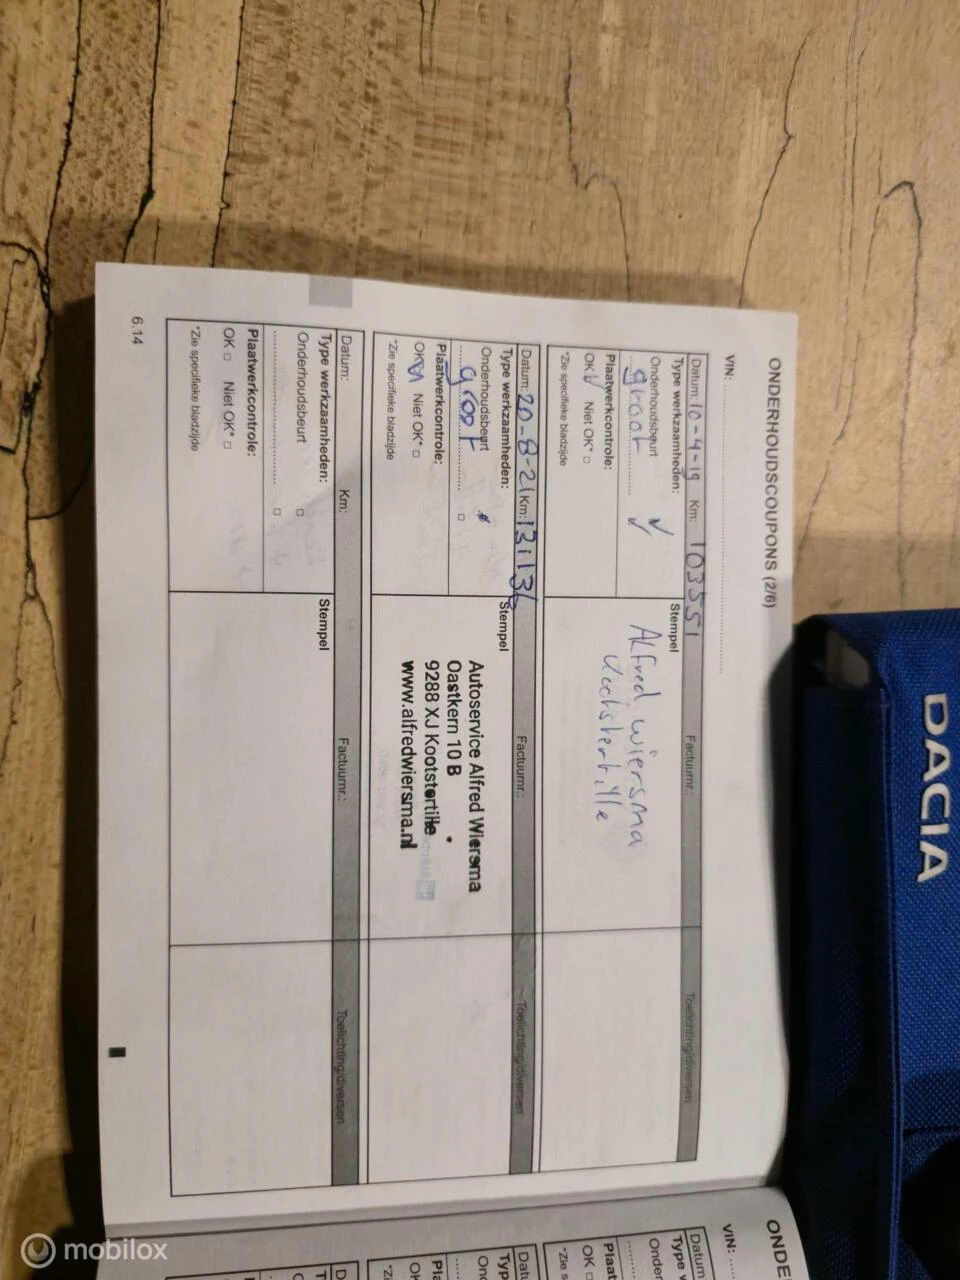 ONDERHOUDSCOUPONS (2/6)
VIN:
Datum: 10-4-19 Km: 103551
Type werkzaamheden:
Onderhoudsbeurt
groot
Plaatwerkcontrole:
OK Niet OK*
*Zie specifieke bladzijde
Stempel
Alfred Wiersma
Kootstertille
Factuurnr.:
Toelichting/diversen
Datum: 20-8-21 Km: 131136
Type werkzaamheden:
Onderhoudsbeurt
groot
Plaatwerkcontrole:
OK Niet OK*
*Zie specifieke bladzijde
Stempel
Autoservice Alfred Wiersma
Oastkern 10 B
9288 XJ Kootstertille
www.alfredwiersma.nl
Factuurnr.:
Toelichting/diversen
Datum: Km:
Type werkzaamheden:
Onderhoudsbeurt
Plaatwerkcontrole:
OK Niet OK*
*Zie specifieke bladzijde
Stempel
Factuurnr.:
Toelichting/diversen
6.14
DACIA
VIN:
mobilox